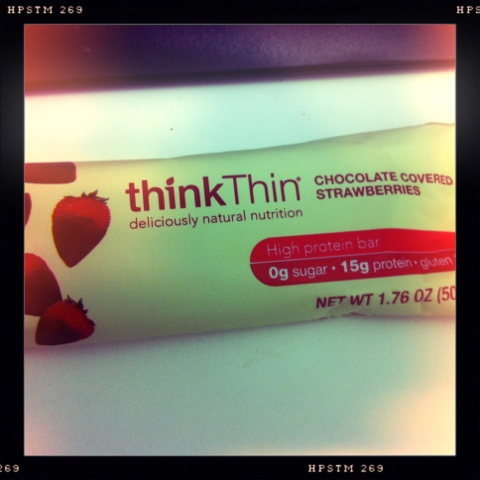 HPSTM 269
HPS
thinkThin®
CHOCOLATE COVERED
STRAWBERRIES
deliciously natural nutrition
High protein bar
0g sugar • 15g protein • gluten
NET WT 1.76 OZ (50
269
HPSTM 269